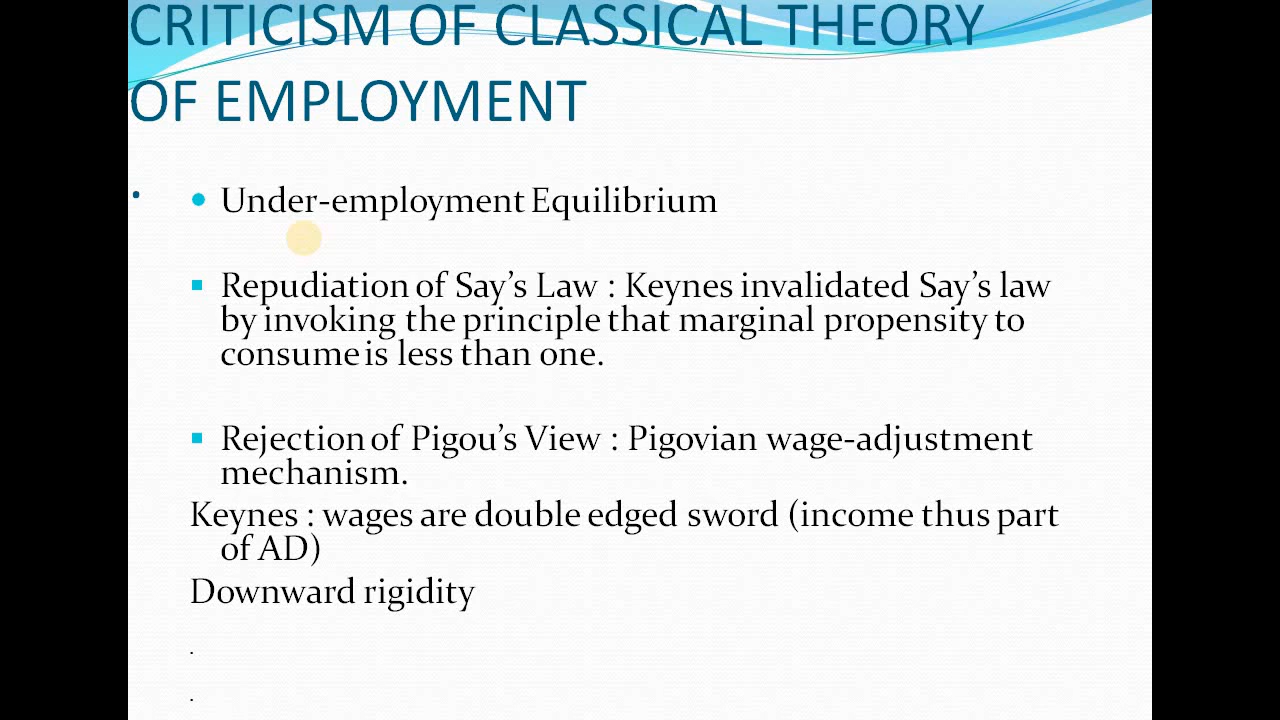 CRITICISM OF CLASSICAL THEORY
OF EMPLOYMENT
• Under-employment Equilibrium
▪ Repudiation of Say’s Law : Keynes invalidated Say’s law
by invoking the principle that marginal propensity to
consume is less than one.
▪ Rejection of Pigou’s View : Pigovian wage-adjustment
mechanism.
Keynes : wages are double edged sword (income thus part
of AD)
Downward rigidity
.
.